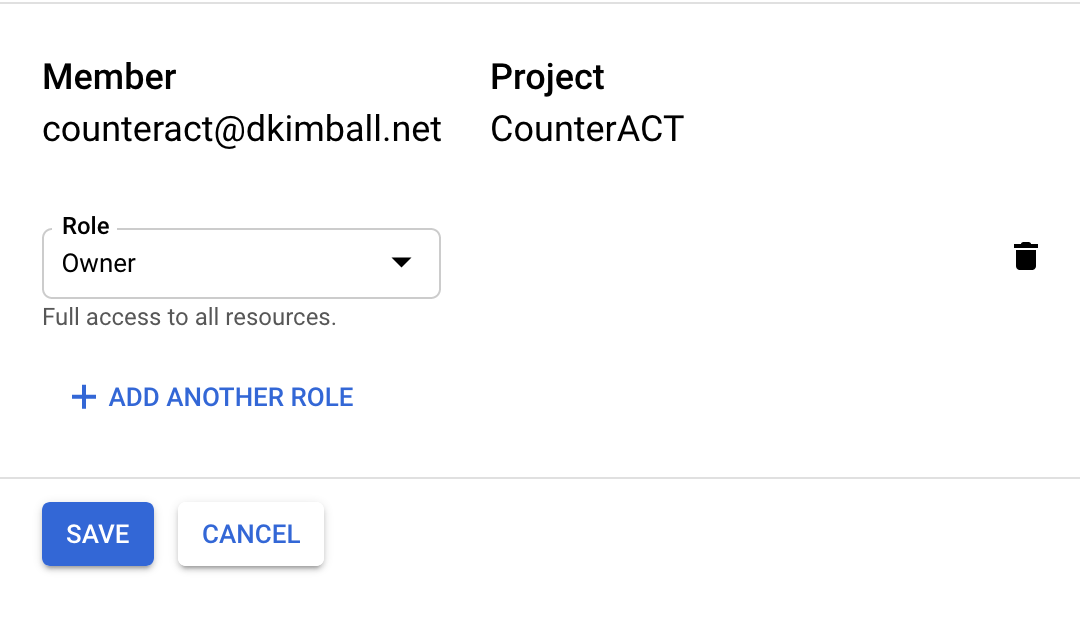 Member
counteract@dkimball.net
Project
CounterACT
Role
Owner
Full access to all resources.
ADD ANOTHER ROLE
SAVE
CANCEL